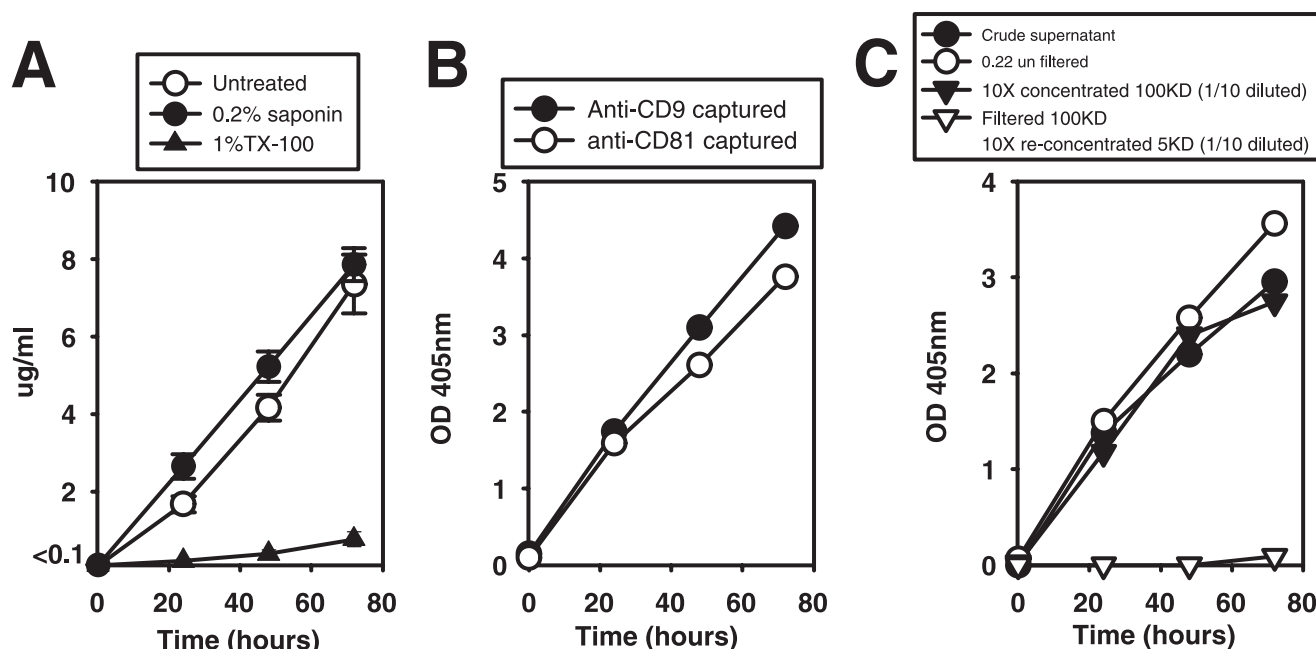 A
Untreated
0.2% saponin
1%TX-100
10
8
6
4
2
<0.1
ug/ml
0 20 40 60 80
Time (hours)
B
Anti-CD9 captured
anti-CD81 captured
5
4
3
2
1
0
OD 405nm
0 20 40 60 80
Time (hours)
C
Crude supernatant
0.22 un filtered
10X concentrated 100KD (1/10 diluted)
Filtered 100KD
10X re-concentrated 5KD (1/10 diluted)
4
3
2
1
0
OD 405nm
0 20 40 60 80
Time (hours)